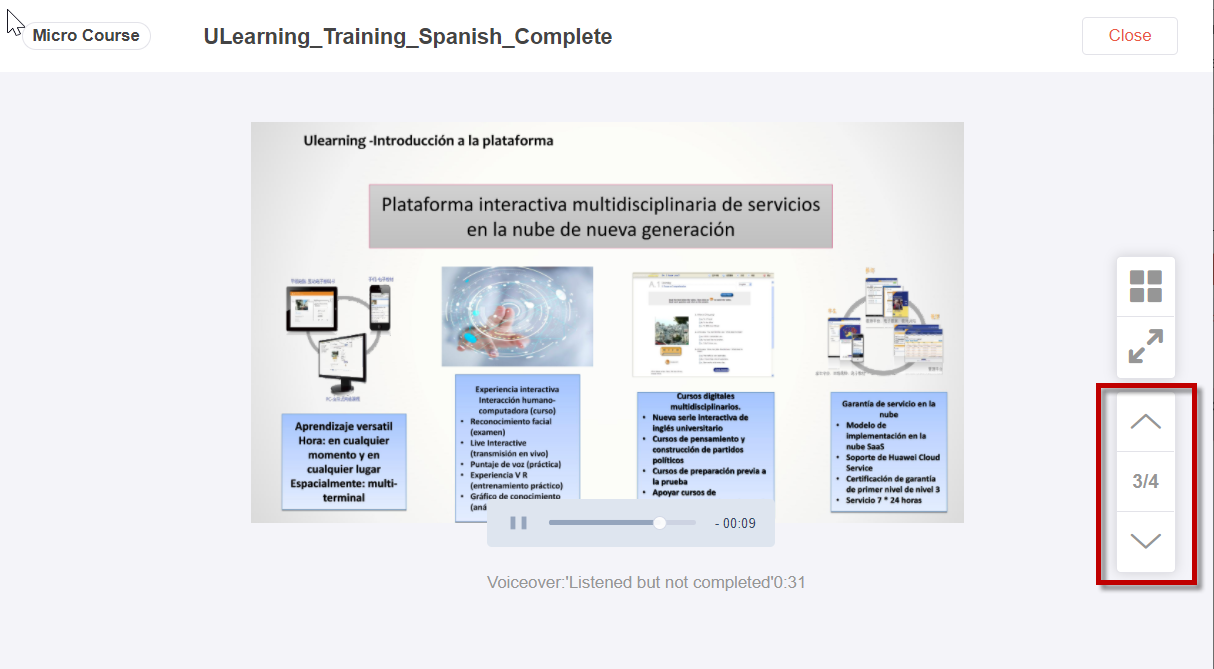 Micro Course
ULearning_Training_Spanish_Complete
Close
Ulearning -Introducción a la plataforma
Plataforma interactiva multidisciplinaria de servicios
en la nube de nueva generación
Aprendizaje versatil
Hora: en cualquier
momento y en
cualquier lugar
Espacialmente: multi-
terminal
Experiencia interactiva
Interacción humano-
computadora (curso)
• Reconocimiento facial
(examen)
• Live Interactive
(transmisión en vivo)
• Puntaje de voz (práctica)
• Experiencia V R
(entrenamiento práctico)
• Gráfico de conocimiento
Cursos digitales
multidisciplinarios.
• Nueva serie interactiva de
inglés universitario
• Cursos de pensamiento y
construcción de partidos
políticos
• Cursos de preparación previa a
la prueba
• Apoyar cursos de
Garantía de servicio en la
nube
• Modelo de
implementación en la
nube SaaS
• Soporte de Huawei Cloud
Service
• Certificación de garantía
de primer nivel de nivel 3
• Servicio 7 * 24 horas
- 00:09
Voiceover:'Listened but not completed'0:31
3/4